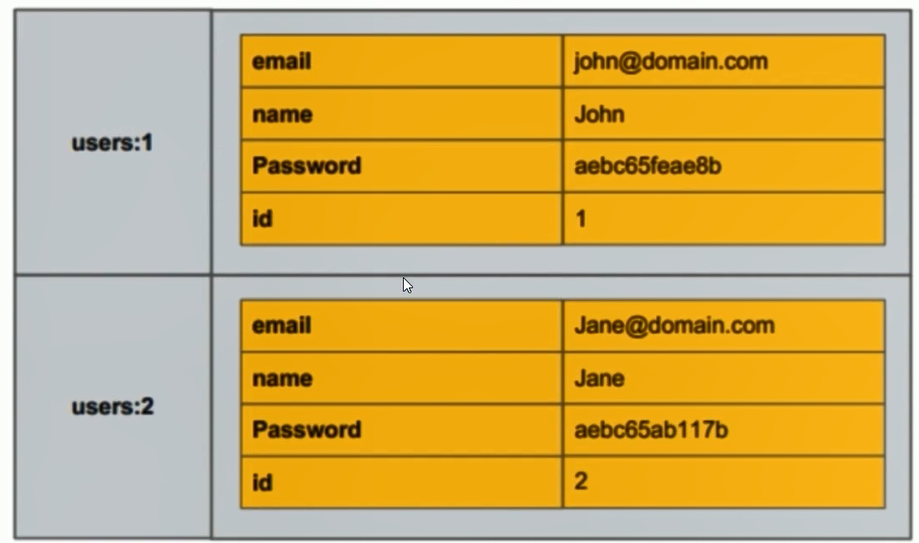 users:1
email john@domain.com
name John
Password aebc65feae8b
id 1
users:2
email Jane@domain.com
name Jane
Password aebc65ab117b
id 2